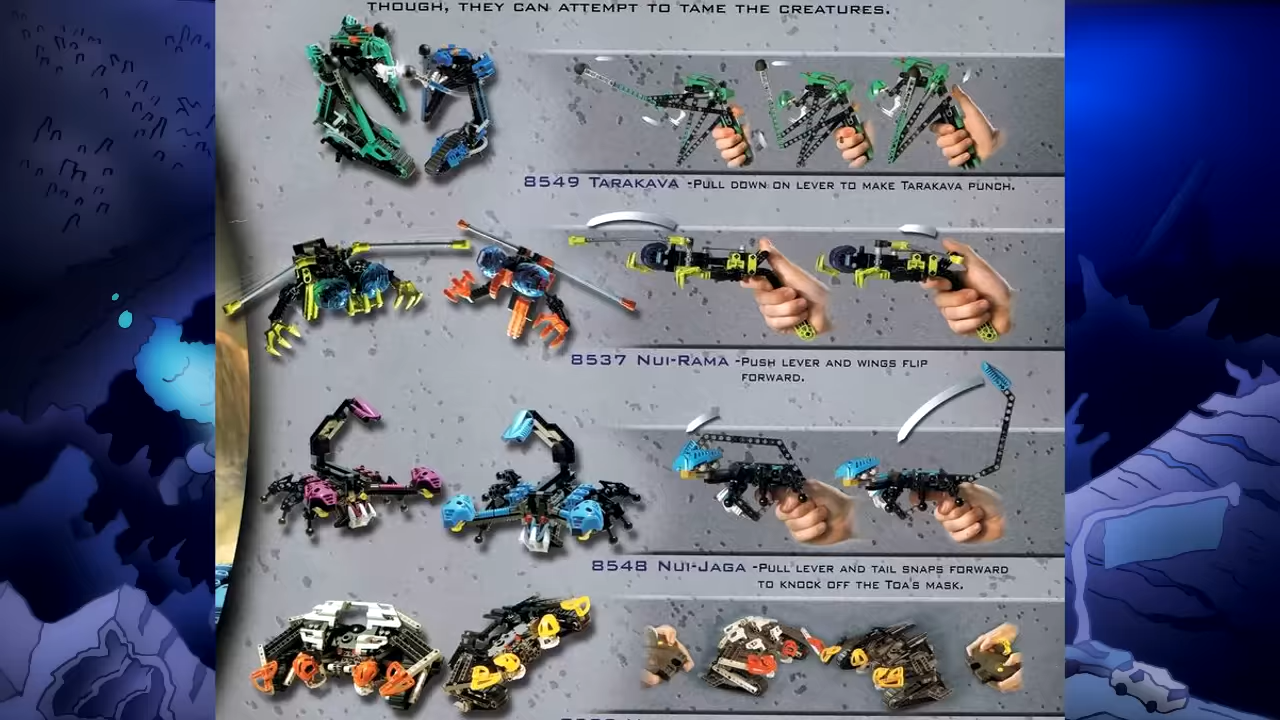 THOUGH, THEY CAN ATTEMPT TO TAME THE CREATURES.
8549 TARAKAVA -PULL DOWN ON LEVER TO MAKE TARAKAVA PUNCH.
8537 NUI-RAMA -PUSH LEVER AND WINGS FLIP
FORWARD.
8548 NUI-JAGA -PULL LEVER AND TAIL SNAPS FORWARD
TO KNOCK OFF THE TOA'S MASK.